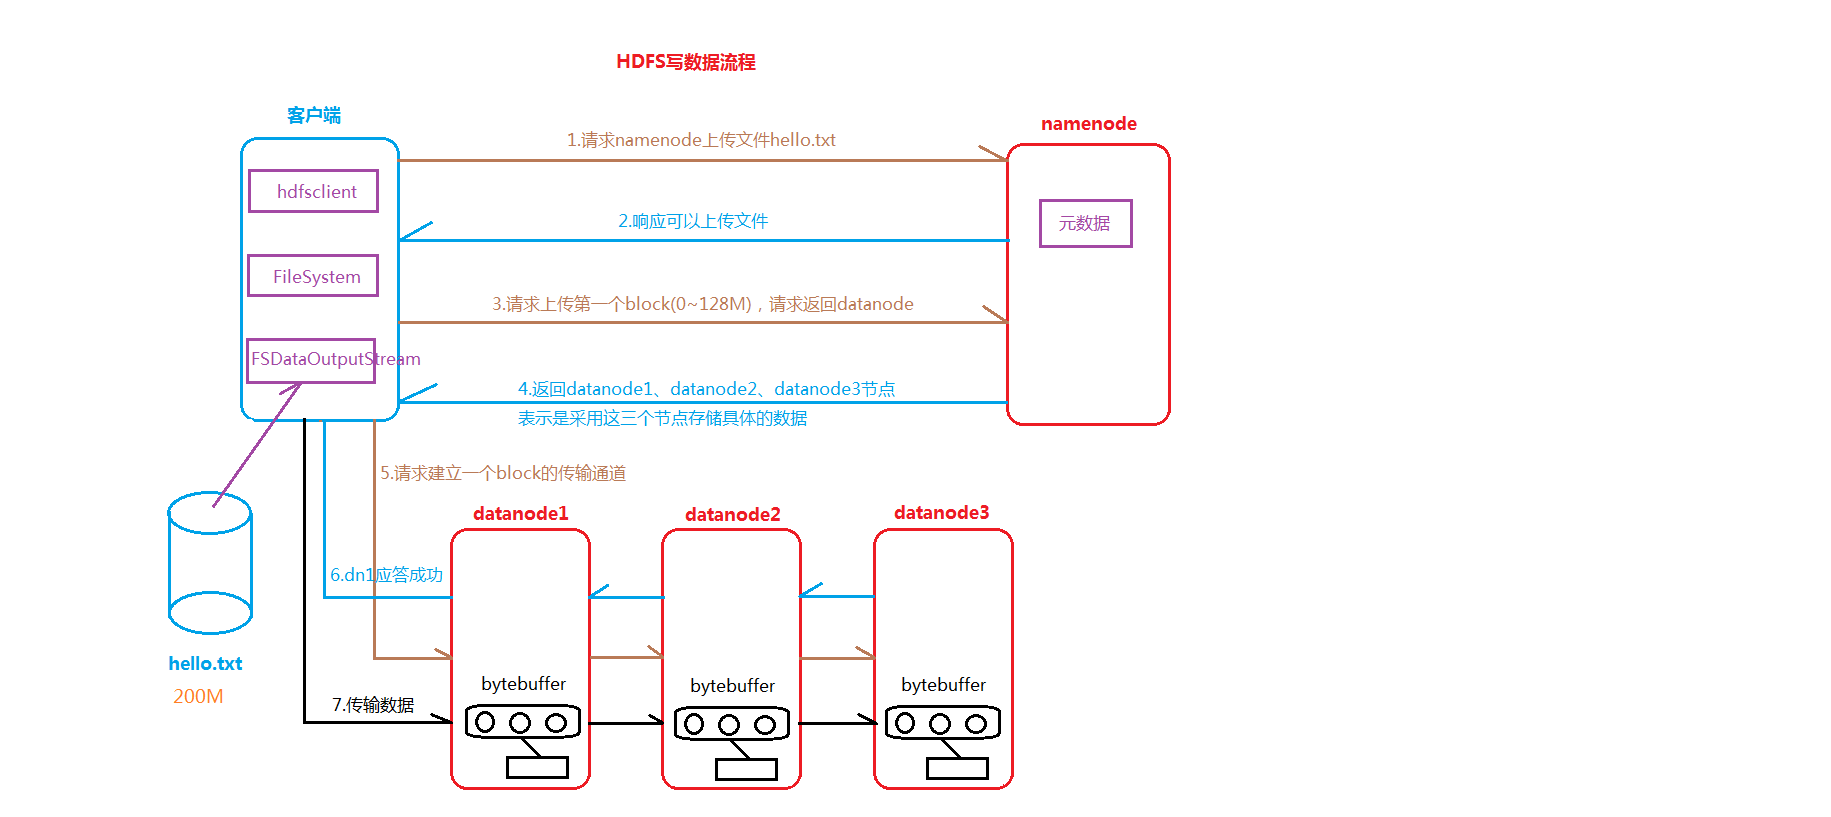 HDFS写数据流程
客户端
namenode
1.请求namenode上传文件hello.txt
hdfsclient
2.响应可以上传文件
元数据
FileSystem
3.请求上传第一个block(0~128M)，请求返回datanode
FSDataOutputStream
4.返回datanode1、datanode2、datanode3节点
表示是采用这三个节点存储具体的数据
5.请求建立一个block的传输通道
datanode1
datanode2
datanode3
6.dn1应答成功
hello.txt
200M
7.传输数据
bytebuffer
bytebuffer
bytebuffer